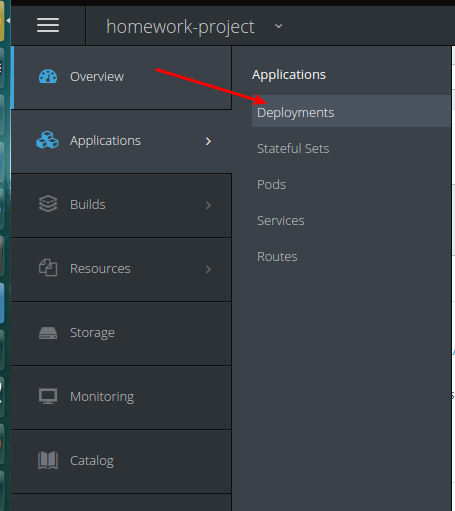 homework-project
Overview
Applications
Builds
Resources
Storage
Monitoring
Catalog
Applications
Deployments
Stateful Sets
Pods
Services
Routes